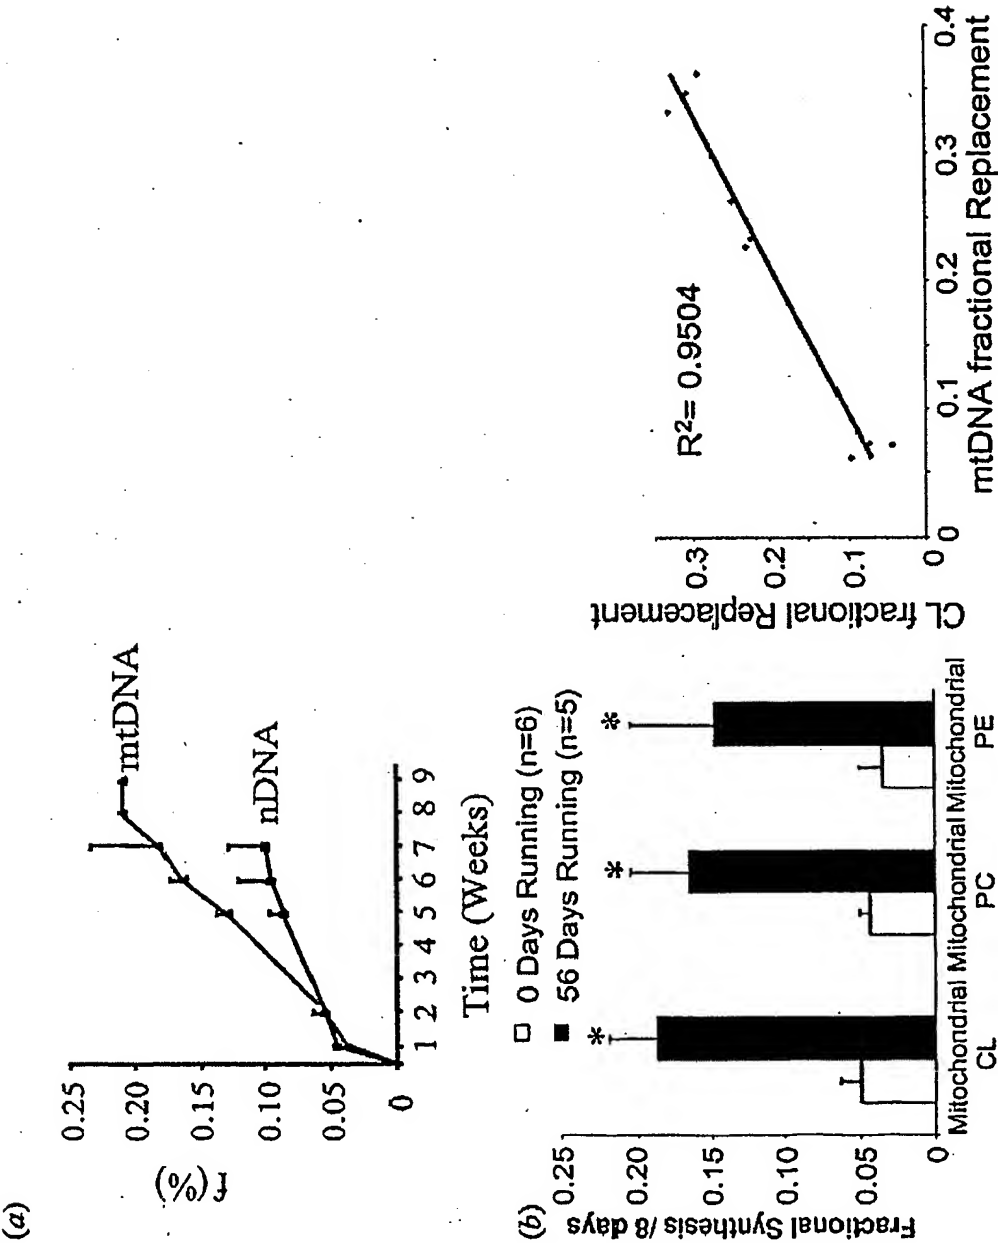 (a)
f (%)
0.25
0.20
0.15
0.10
0.05
0
mtDNA
nDNA
1 2 3 4 5 6 7 8 9
Time (Weeks)
(b)
□ 0 Days Running (n=6)
■ 56 Days Running (n=5)
Fractional Synthesis /8 days
0.25
0.20
0.15
0.10
0.05
0
* * *
Mitochondrial Mitochondrial Mitochondrial
CL PC PE
CL fractional Replacement
0.3
0.2
0.1
0
R²= 0.9504
0 0.1 0.2 0.3 0.4
mtDNA fractional Replacement